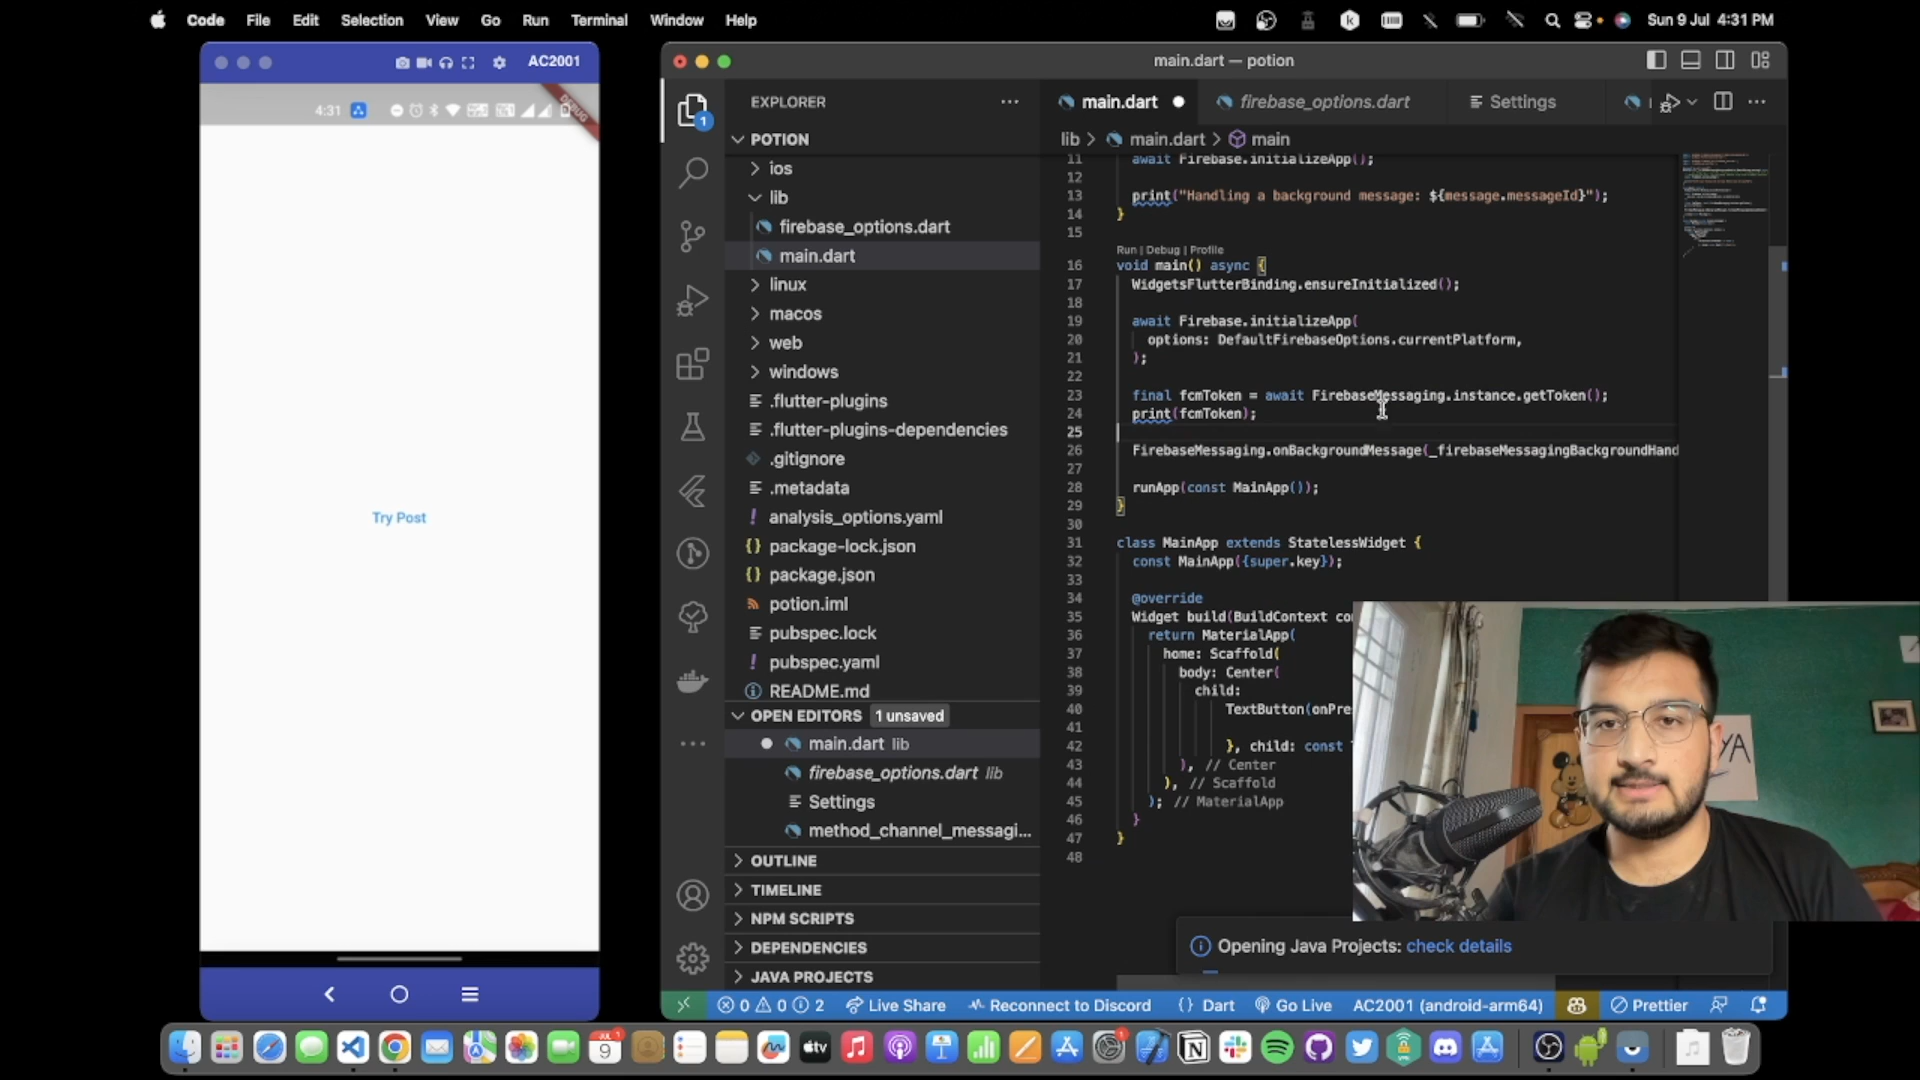 Code File Edit Selection View Go Run Terminal Window Help
Sun 9 Jul 4:31 PM
AC2001
4:31
DEBUG
Try Post
main.dart — potion
EXPLORER
POTION
ios
lib
firebase_options.dart
main.dart
linux
macos
web
windows
.flutter-plugins
.flutter-plugins-dependencies
.gitignore
.metadata
analysis_options.yaml
package-lock.json
package.json
potion.iml
pubspec.lock
pubspec.yaml
README.md
OPEN EDITORS 1 unsaved
main.dart lib
firebase_options.dart lib
Settings
method_channel_messagi...
OUTLINE
TIMELINE
NPM SCRIPTS
DEPENDENCIES
JAVA PROJECTS
main.dart firebase_options.dart Settings
lib > main.dart > main
11 await Firebase.initializeApp();
12
13 print("Handling a background message: ${message.messageId}");
14 }
15
Run | Debug | Profile
16 void main() async {
17 WidgetsFlutterBinding.ensureInitialized();
18
19 await Firebase.initializeApp(
20 options: DefaultFirebaseOptions.currentPlatform,
21 );
22
23 final fcmToken = await FirebaseMessaging.instance.getToken();
24 print(fcmToken);
25
26 FirebaseMessaging.onBackgroundMessage(_firebaseMessagingBackgroundHand
27
28 runApp(const MainApp());
29 }
30
31 class MainApp extends StatelessWidget {
32 const MainApp({super.key});
33
34 @override
35 Widget build(BuildContext co
36 return MaterialApp(
37 home: Scaffold(
38 body: Center(
39 child:
40 TextButton(onPre
41
42 }, child: const
43 ), // Center
44 ), // Scaffold
45 ); // MaterialApp
46 }
47 }
48
YA
Opening Java Projects: check details
0 0 2 Live Share Reconnect to Discord {} Dart Go Live AC2001 (android-arm64) Prettier
1
JUL
9
tv